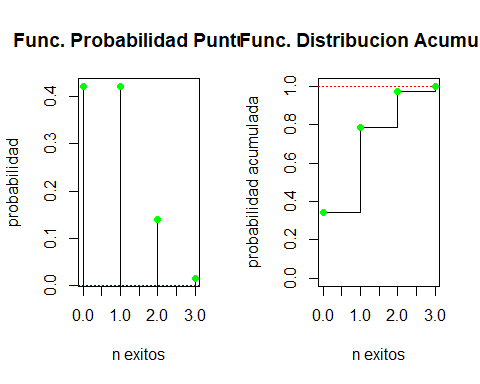 Func. Probabilidad Punti
Func. Distribucion Acumu
probabilidad
0.4
0.3
0.2
0.1
0.0
0.0 1.0 2.0 3.0
n exitos
probabilidad acumulada
1.0
0.8
0.6
0.4
0.2
0.0
0.0 1.0 2.0 3.0
n exitos